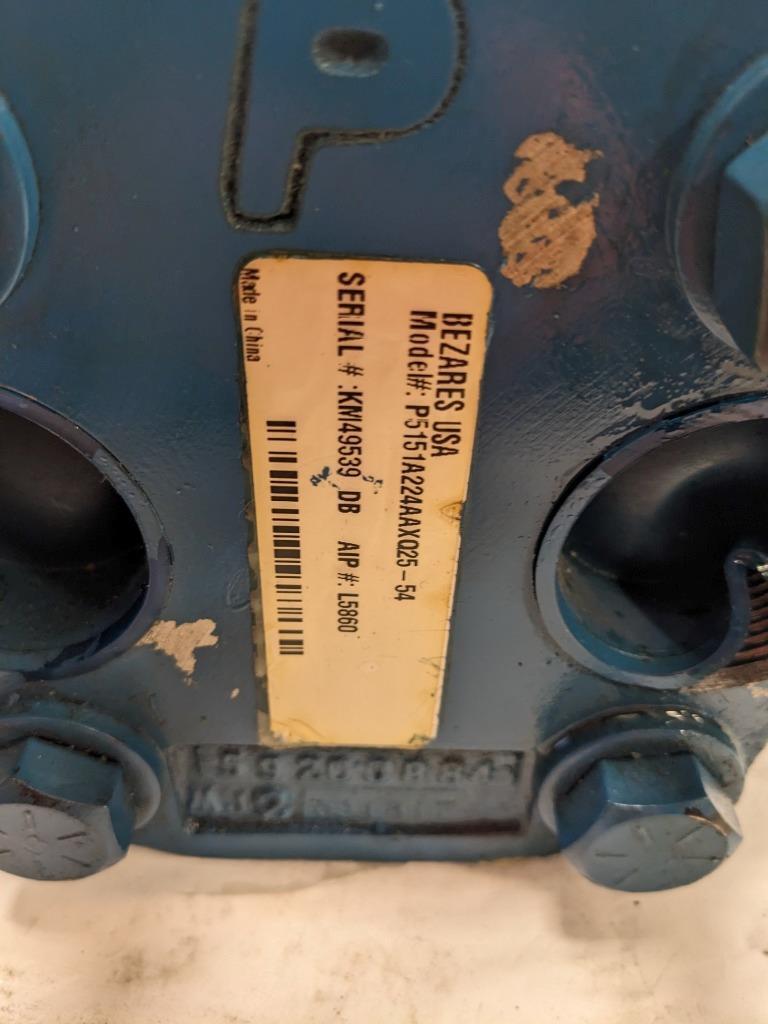 P
BEZARES USA
Model#: P5151A224AAXQ25-54
SERIAL # :KM49539 DB AIP #: L5860
Made in China